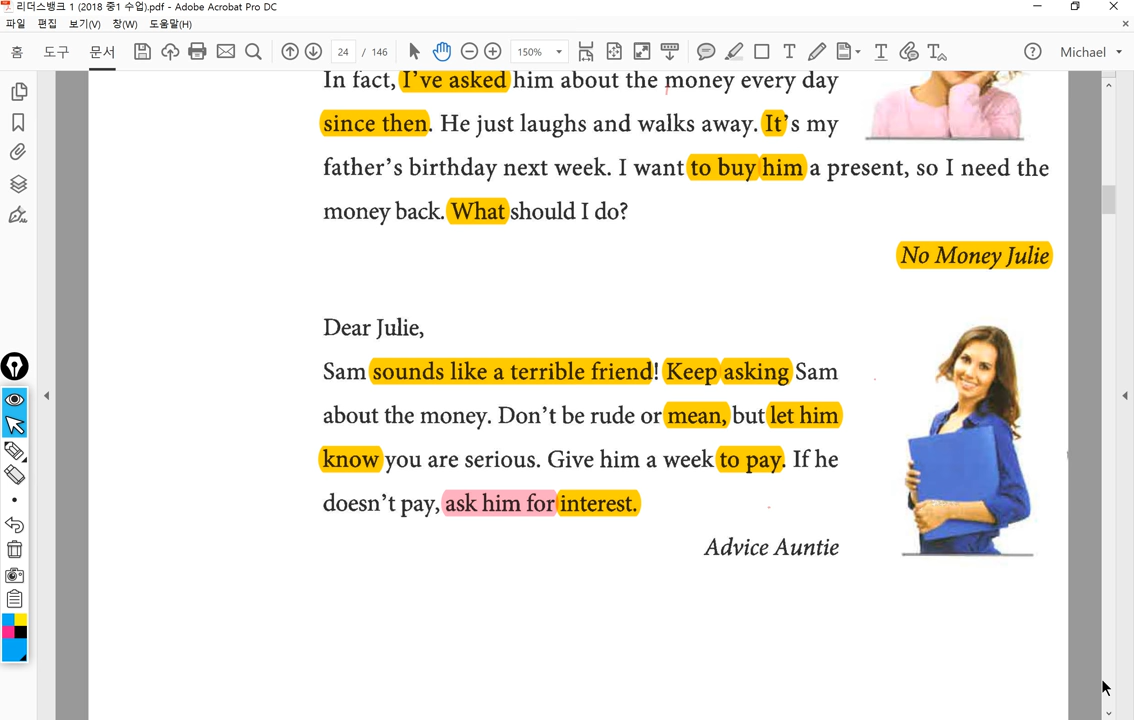 리더스뱅크 1 (2018 중1 수업).pdf - Adobe Acrobat Pro DC
파일 편집 보기(V) 창(W) 도움말(H)
홈 도구 문서 24 / 146 150% Michael
In fact, I've asked him about the money every day
since then. He just laughs and walks away. It's my
father's birthday next week. I want to buy him a present, so I need the
money back. What should I do?
No Money Julie
Dear Julie,
Sam sounds like a terrible friend! Keep asking Sam
about the money. Don't be rude or mean, but let him
know you are serious. Give him a week to pay. If he
doesn't pay, ask him for interest.
Advice Auntie